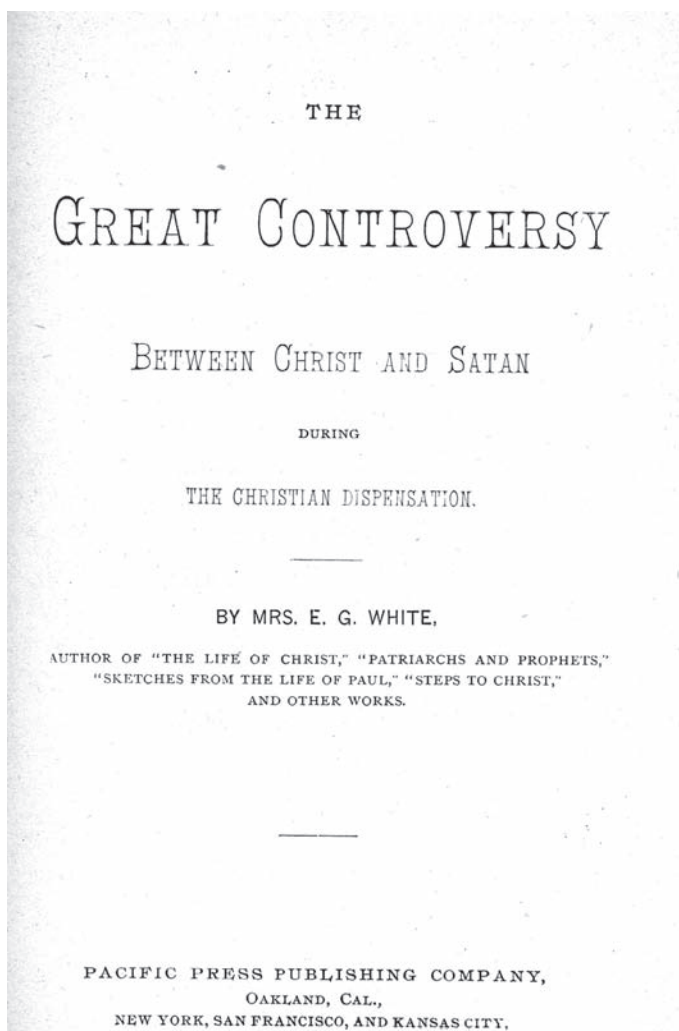 THE
GREAT CONTROVERSY
BETWEEN CHRIST AND SATAN
DURING
THE CHRISTIAN DISPENSATION.
BY MRS. E. G. WHITE,
AUTHOR OF "THE LIFE OF CHRIST," "PATRIARCHS AND PROPHETS,"
"SKETCHES FROM THE LIFE OF PAUL," "STEPS TO CHRIST,"
AND OTHER WORKS.
PACIFIC PRESS PUBLISHING COMPANY,
OAKLAND, CAL.,
NEW YORK, SAN FRANCISCO, AND KANSAS CITY.